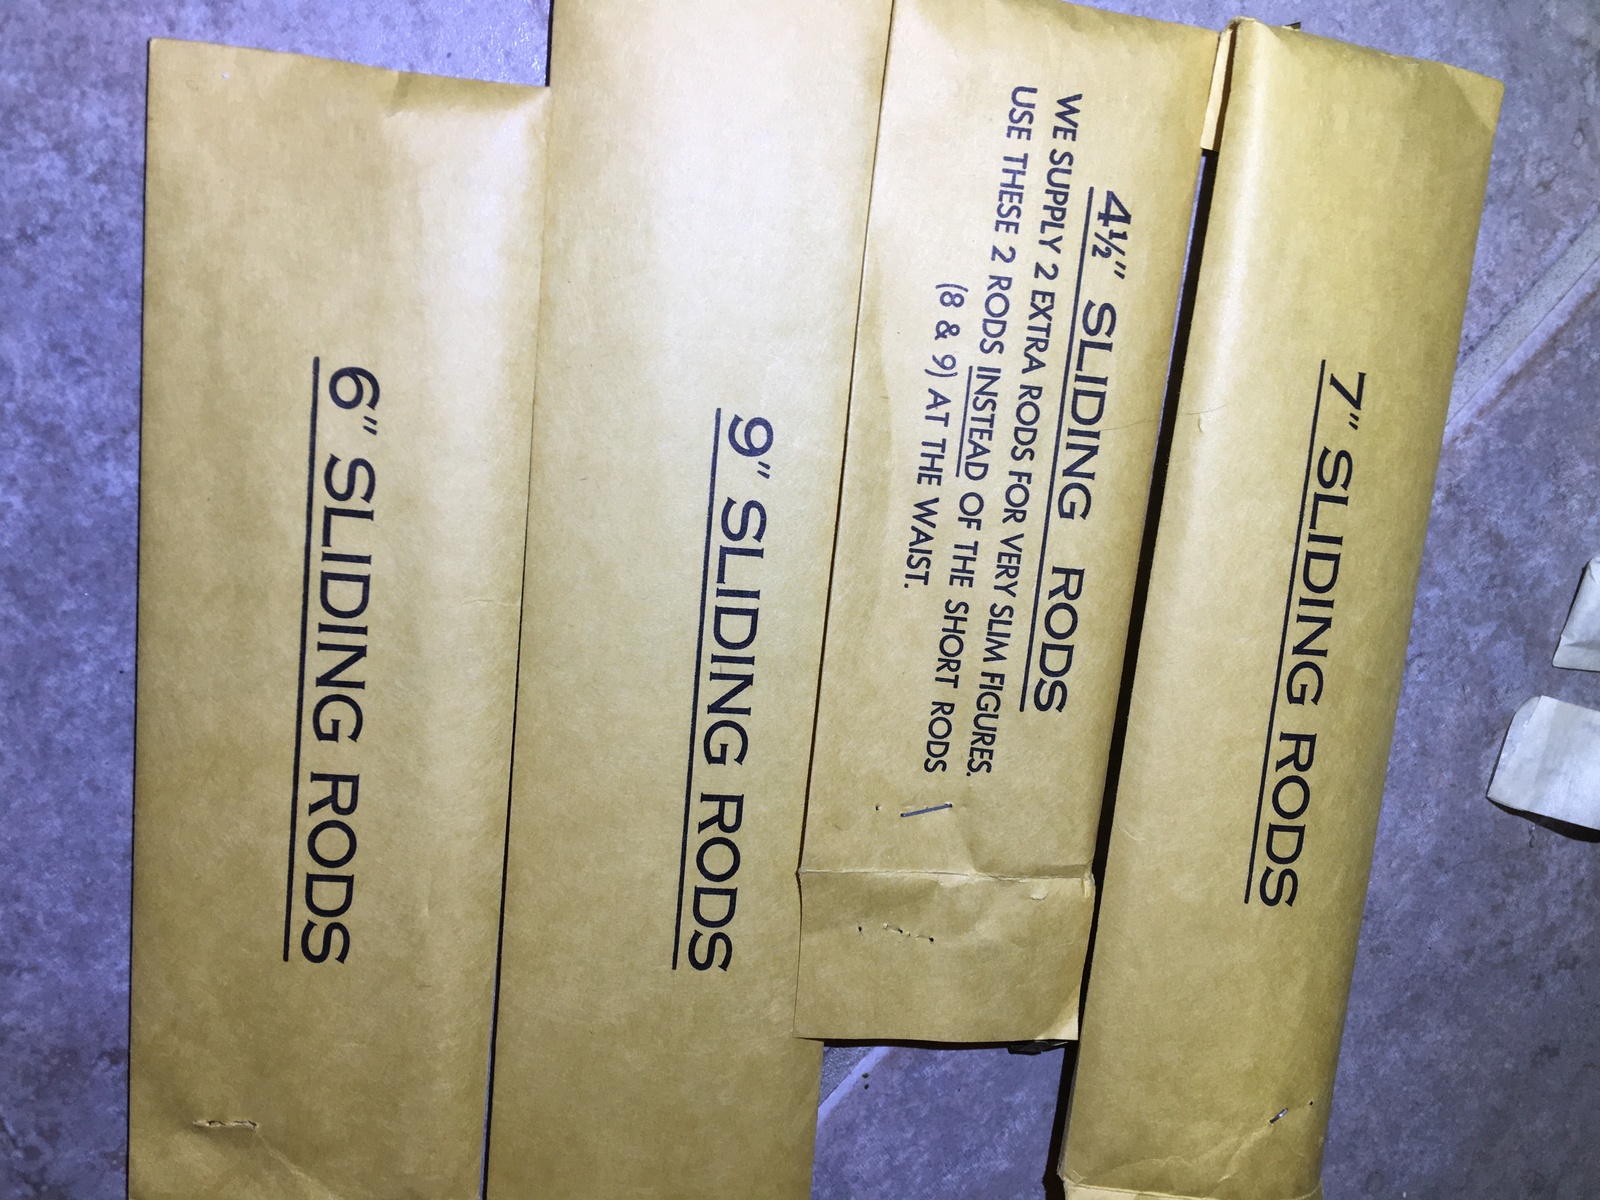 7" SLIDING RODS
4½" SLIDING RODS
WE SUPPLY 2 EXTRA RODS FOR VERY SLIM FIGURES.
USE THESE 2 RODS INSTEAD OF THE SHORT RODS
(8 & 9) AT THE WAIST.
9" SLIDING RODS
6" SLIDING RODS